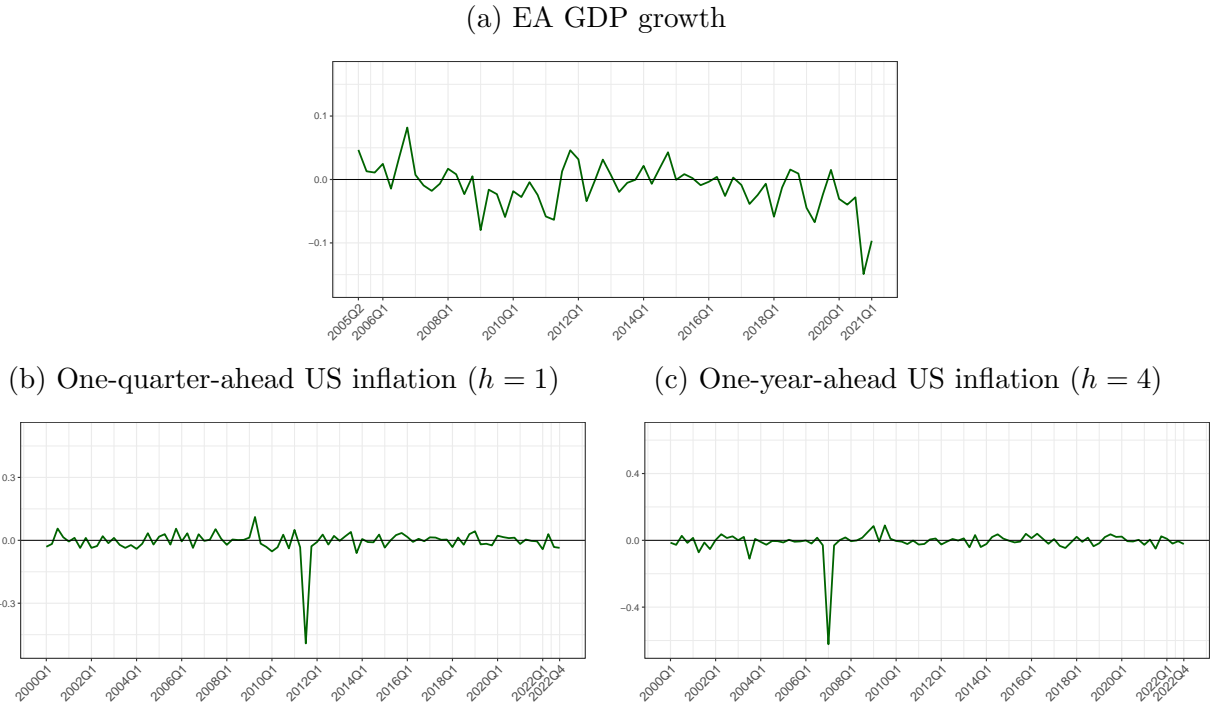 (a) EA GDP growth
0.1
0.0
−0.1
2005Q2 2006Q1 2008Q1 2010Q1 2012Q1 2014Q1 2016Q1 2018Q1 2020Q1 2021Q1
(b) One-quarter-ahead US inflation (h = 1)
0.3
0.0
−0.3
2000Q1 2002Q1 2004Q1 2006Q1 2008Q1 2010Q1 2012Q1 2014Q1 2016Q1 2018Q1 2020Q1 2022Q1 2022Q4
(c) One-year-ahead US inflation (h = 4)
0.4
0.0
−0.4
2000Q1 2002Q1 2004Q1 2006Q1 2008Q1 2010Q1 2012Q1 2014Q1 2016Q1 2018Q1 2020Q1 2022Q1 2022Q4